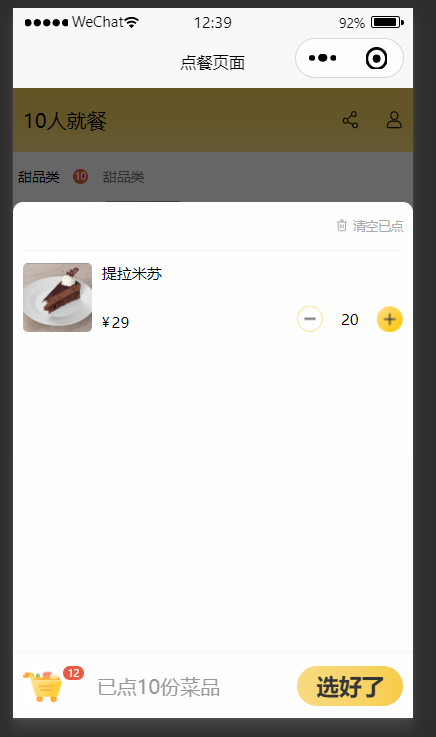 WeChat 12:39 92%
点餐页面
10人就餐
甜品类 10 甜品类
清空已点
提拉米苏
¥29 20
12 已点10份菜品 选好了